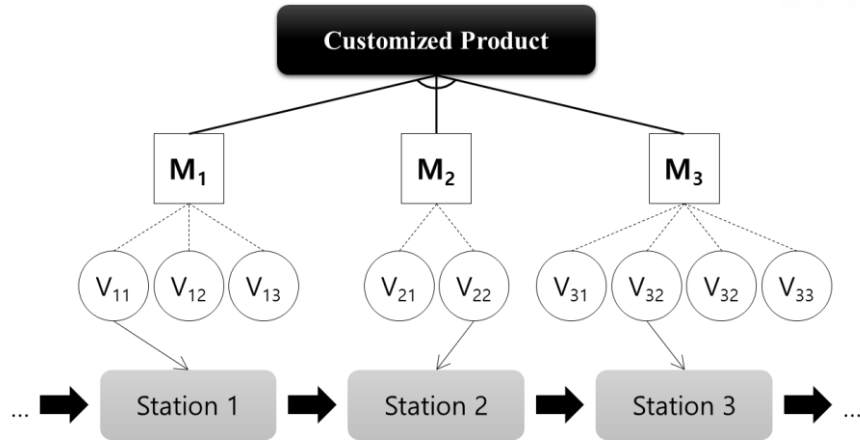 Customized Product
M₁ M₂ M₃
V₁₁ V₁₂ V₁₃ V₂₁ V₂₂ V₃₁ V₃₂ V₃₂ V₃₃
... Station 1 Station 2 Station 3 ...